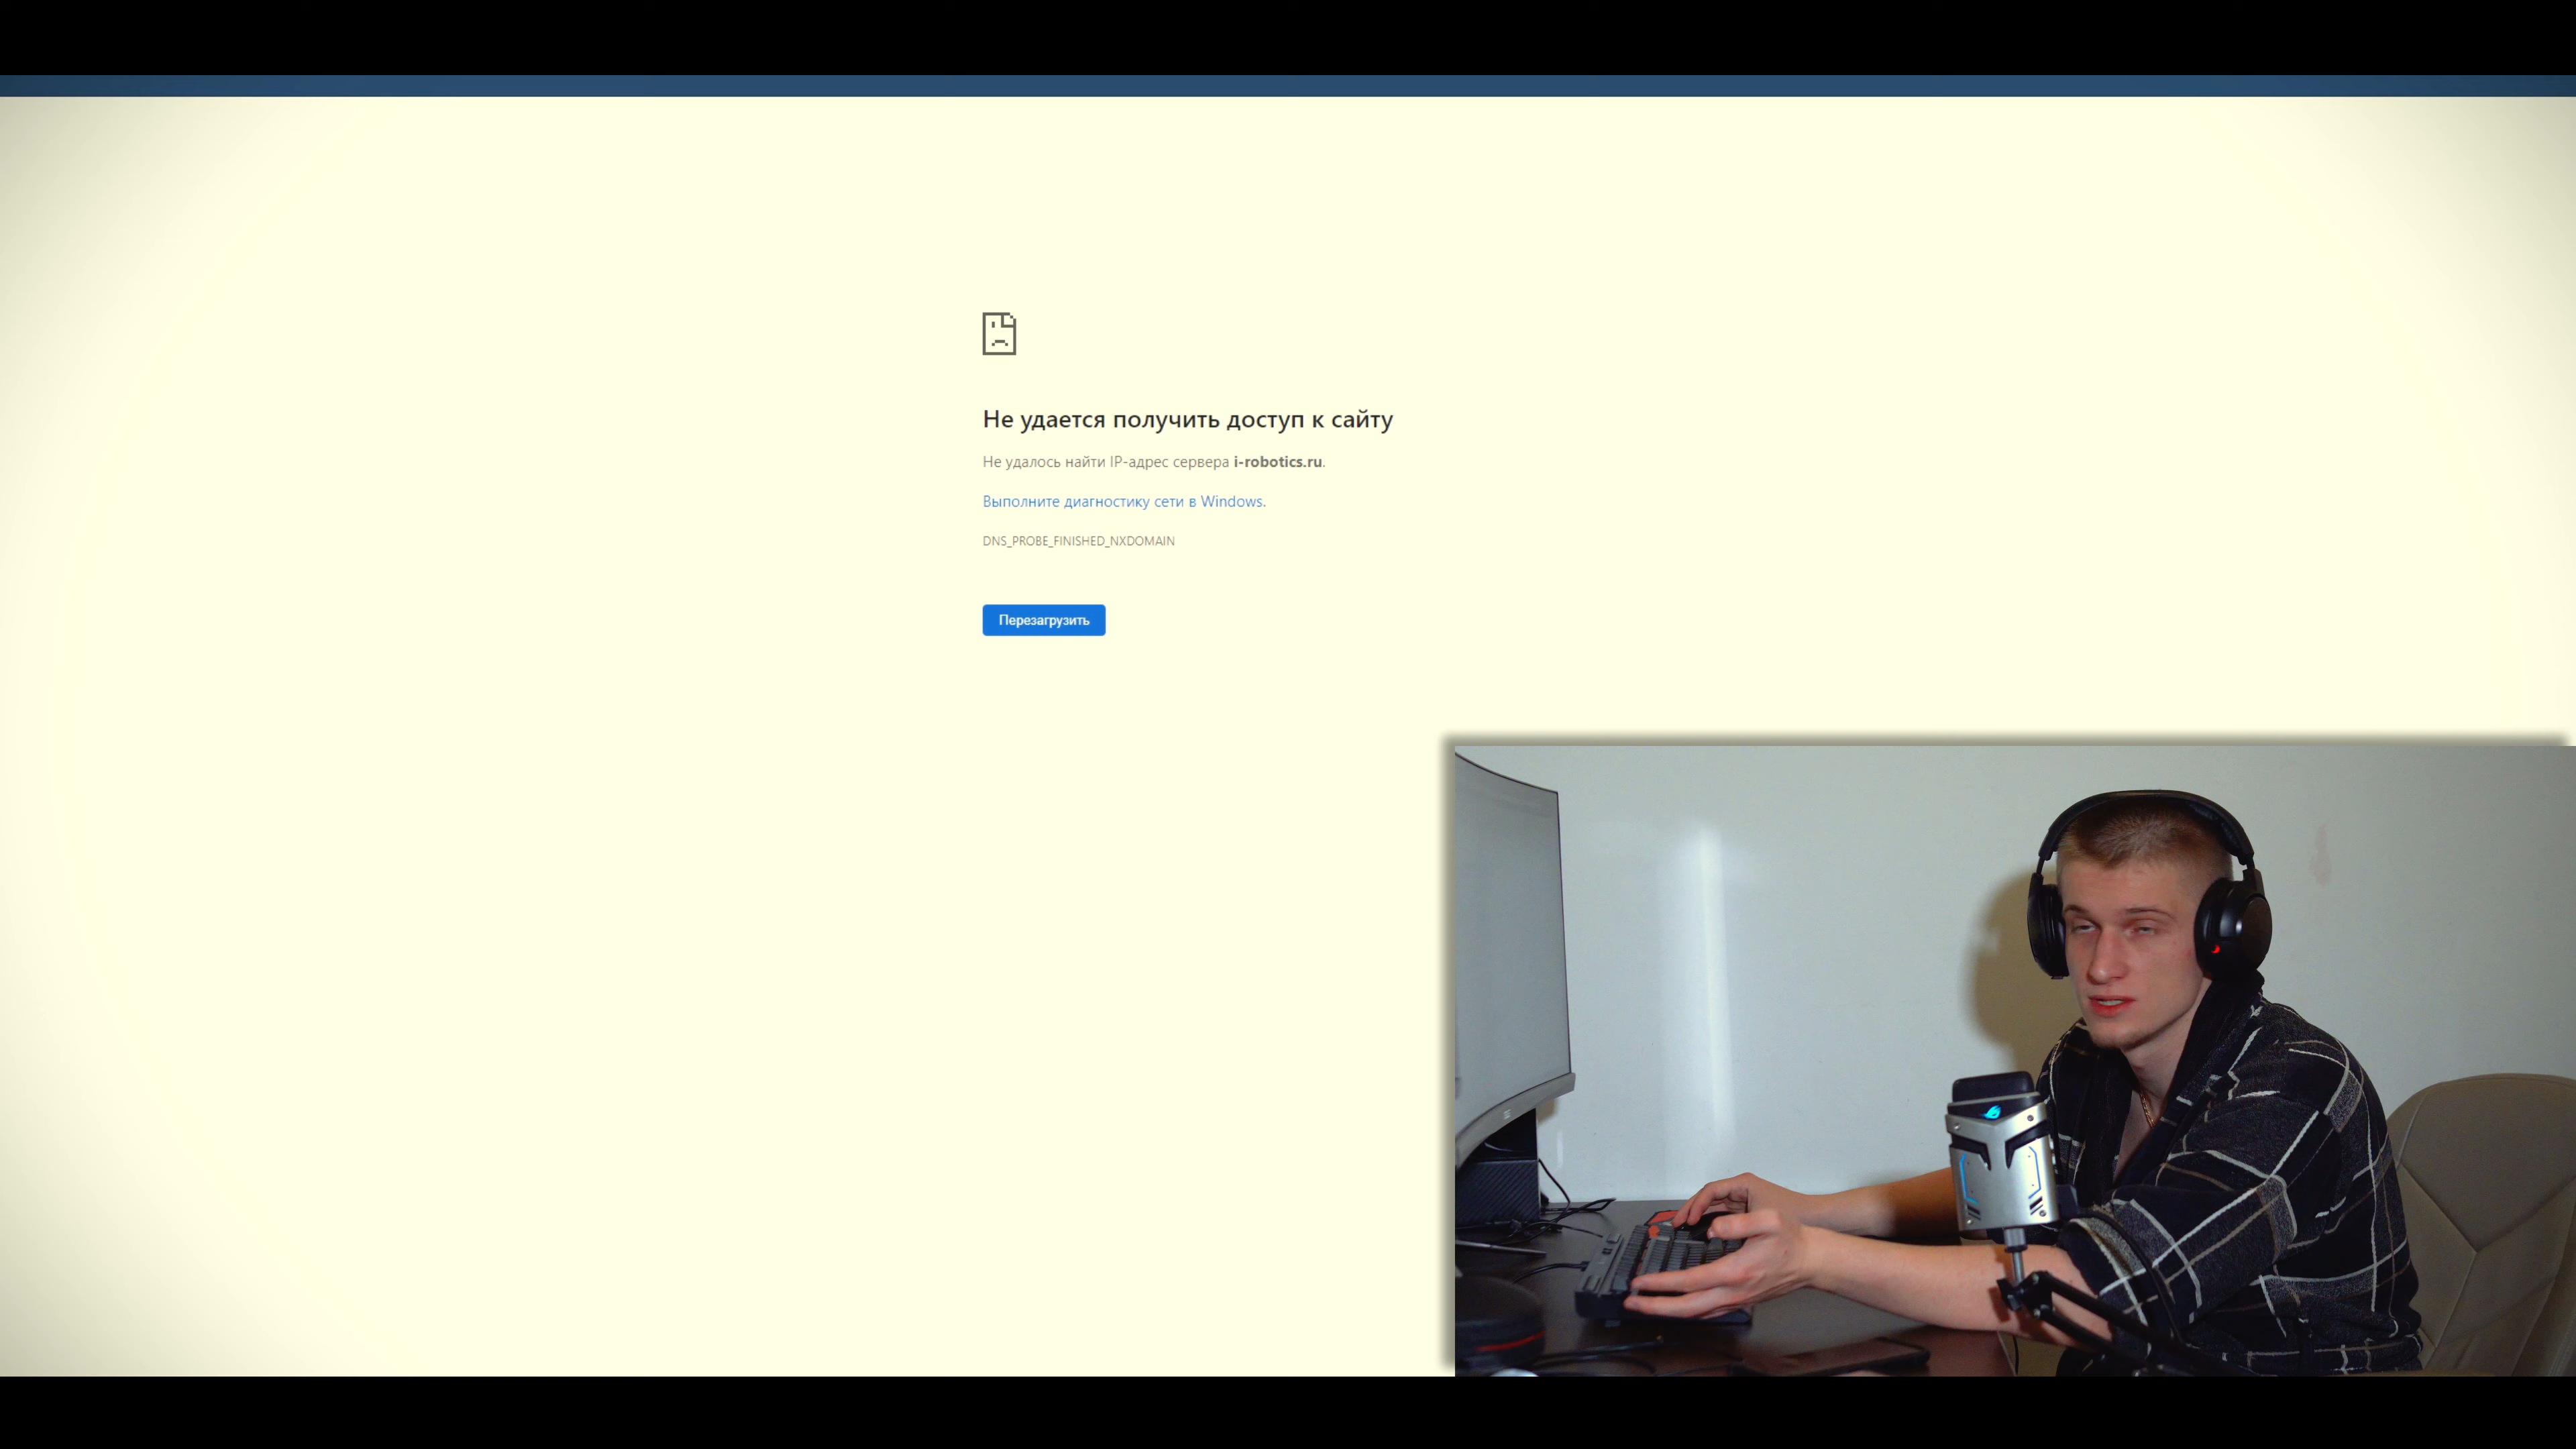 Не удается получить доступ к сайту
Не удалось найти IP-адрес сервера i-robotics.ru.
Выполните диагностику сети в Windows.
DNS_PROBE_FINISHED_NXDOMAIN
Перезагрузить